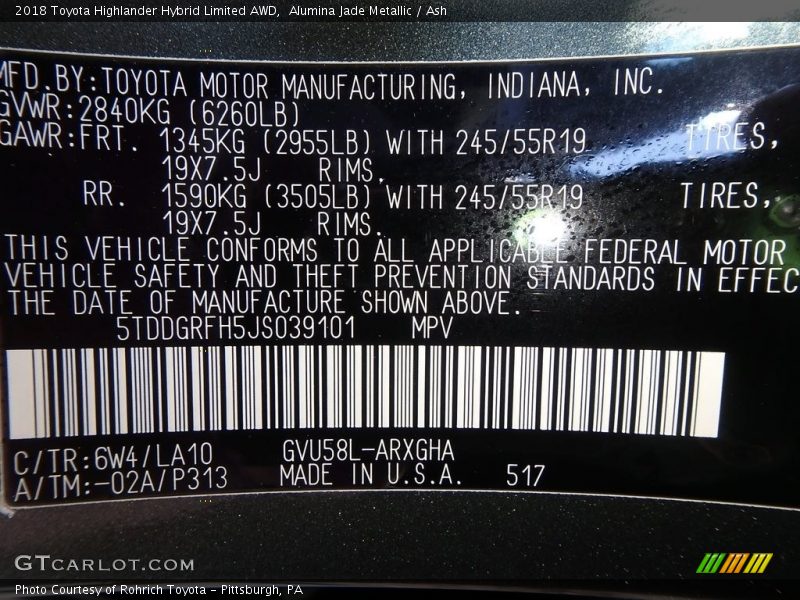 2018 Toyota Highlander Hybrid Limited AWD,  Alumina Jade Metallic / Ash
MFD.BY:TOYOTA MOTOR MANUFACTURING, INDIANA, INC.
GVWR:2840KG (6260LB)
GAWR:FRT. 1345KG (2955LB) WITH 245/55R19 TIRES,
19X7.5J RIMS.
RR. 1590KG (3505LB) WITH 245/55R19 TIRES,
19X7.5J RIMS.
THIS VEHICLE CONFORMS TO ALL APPLICABLE FEDERAL MOTOR
VEHICLE SAFETY AND THEFT PREVENTION STANDARDS IN EFFEC
THE DATE OF MANUFACTURE SHOWN ABOVE.
5TDDGRFH5JS039101 MPV
C/TR:6W4/LA10 GVU58L-ARXGHA
A/TM:-02A/P313 MADE IN U.S.A. 517
GTCARLOT.COM
Photo Courtesy of Rohrich Toyota - Pittsburgh, PA